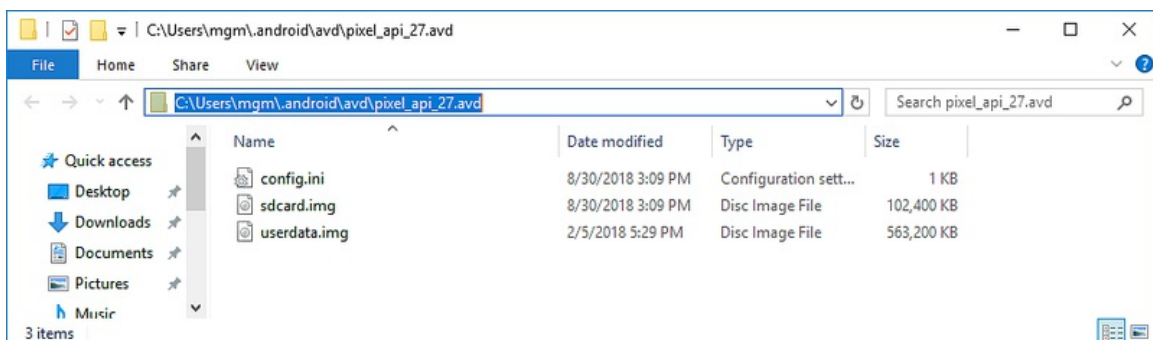 C:\Users\mgm\.android\avd\pixel_api_27.avd
File Home Share View
C:\Users\mgm\.android\avd\pixel_api_27.avd Search pixel_api_27.avd
Name Date modified Type Size
Quick access
config.ini 8/30/2018 3:09 PM Configuration sett... 1 KB
Desktop
sdcard.img 8/30/2018 3:09 PM Disc Image File 102,400 KB
Downloads
userdata.img 2/5/2018 5:29 PM Disc Image File 563,200 KB
Documents
Pictures
Music
3 items